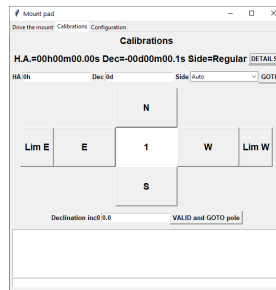 Mount pad
Drive the mount Calibrations Configuration
Calibrations
H.A.=00h00m00.00s Dec=-00d00m00.1s Side=Regular DETAILS
HA 0h Dec 0d Side Auto GOTO
N
Lim E E 1 W Lim W
S
Declination inc0 0.0 VALID and GOTO pole